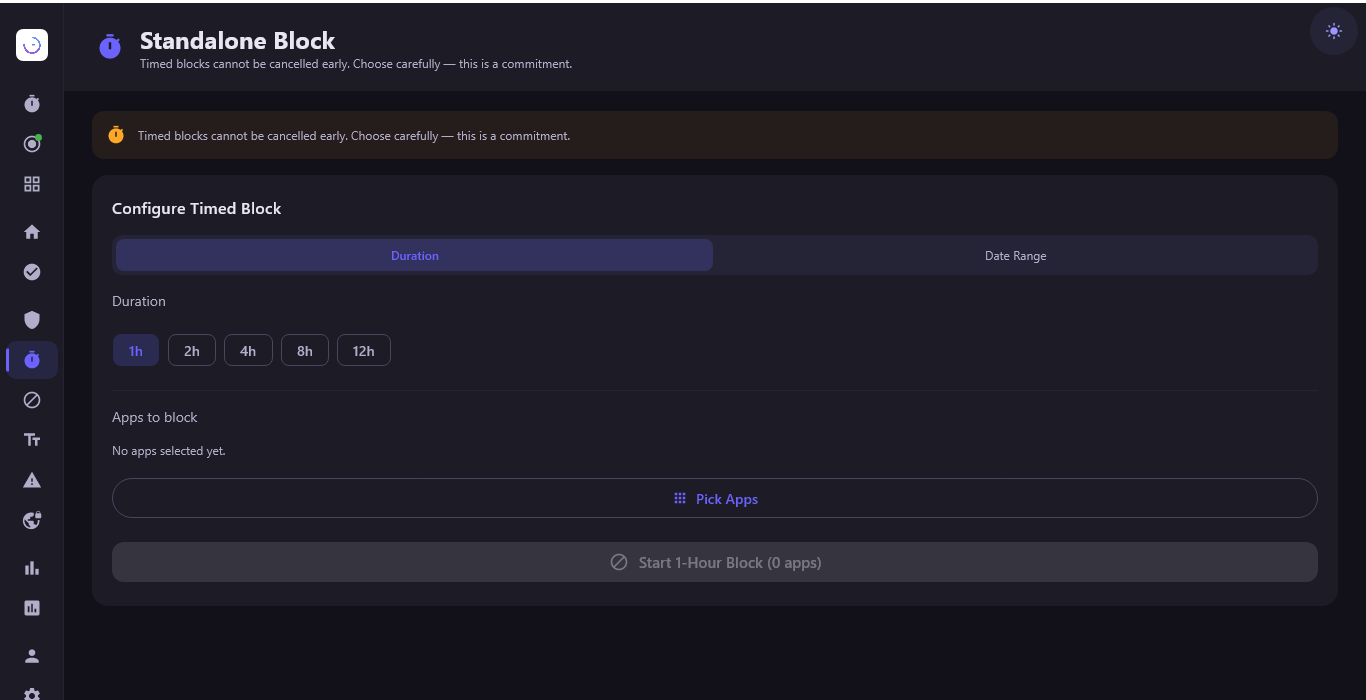 Standalone Block
Timed blocks cannot be cancelled early. Choose carefully — this is a commitment.
Timed blocks cannot be cancelled early. Choose carefully — this is a commitment.
Configure Timed Block
Duration
Date Range
Duration
1h
2h
4h
8h
12h
Apps to block
No apps selected yet.
Pick Apps
Start 1-Hour Block (0 apps)